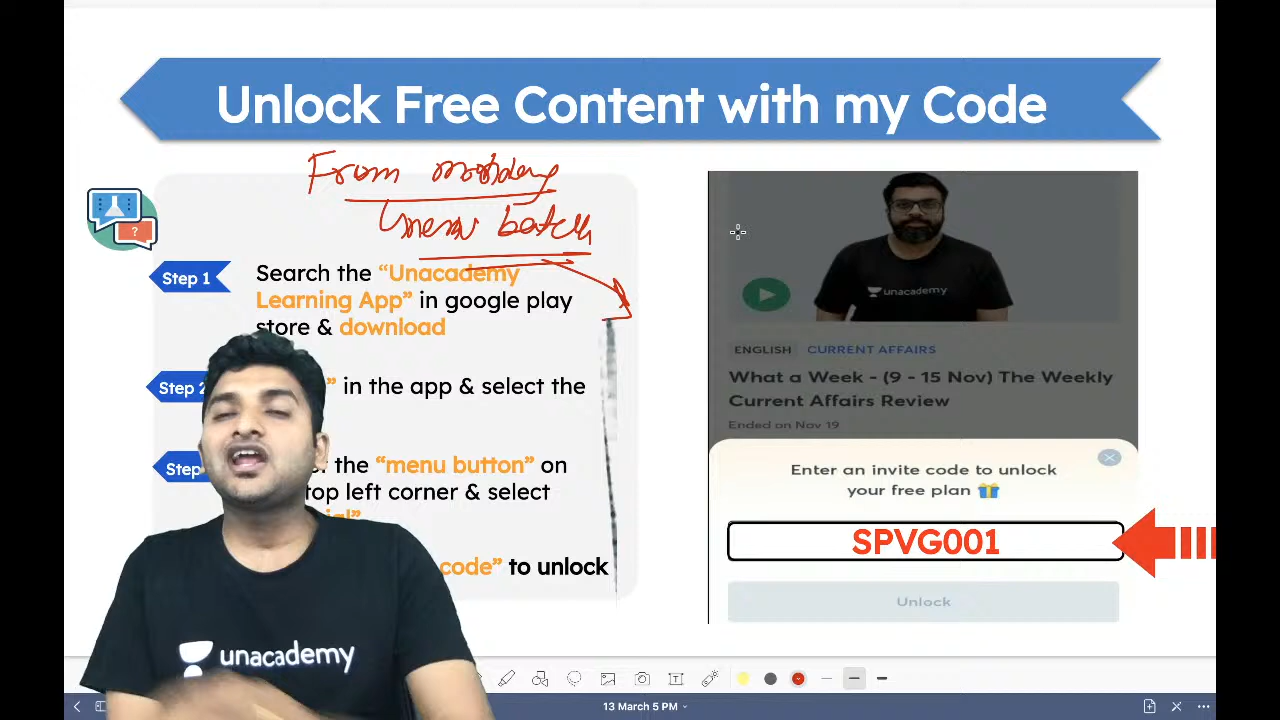 Unlock Free Content with my Code
From monday
new batch
Step 1
Search the “Unacademy
Learning App” in google play
store & download
Step 2
” in the app & select the
Step
the “menu button” on
top left corner & select
code” to unlock
unacademy
unacademy
ENGLISH CURRENT AFFAIRS
What a Week - (9 - 15 Nov) The Weekly
Current Affairs Review
Ended on Nov 19
Enter an invite code to unlock
your free plan
SPVG001
Unlock
13 March 5 PM